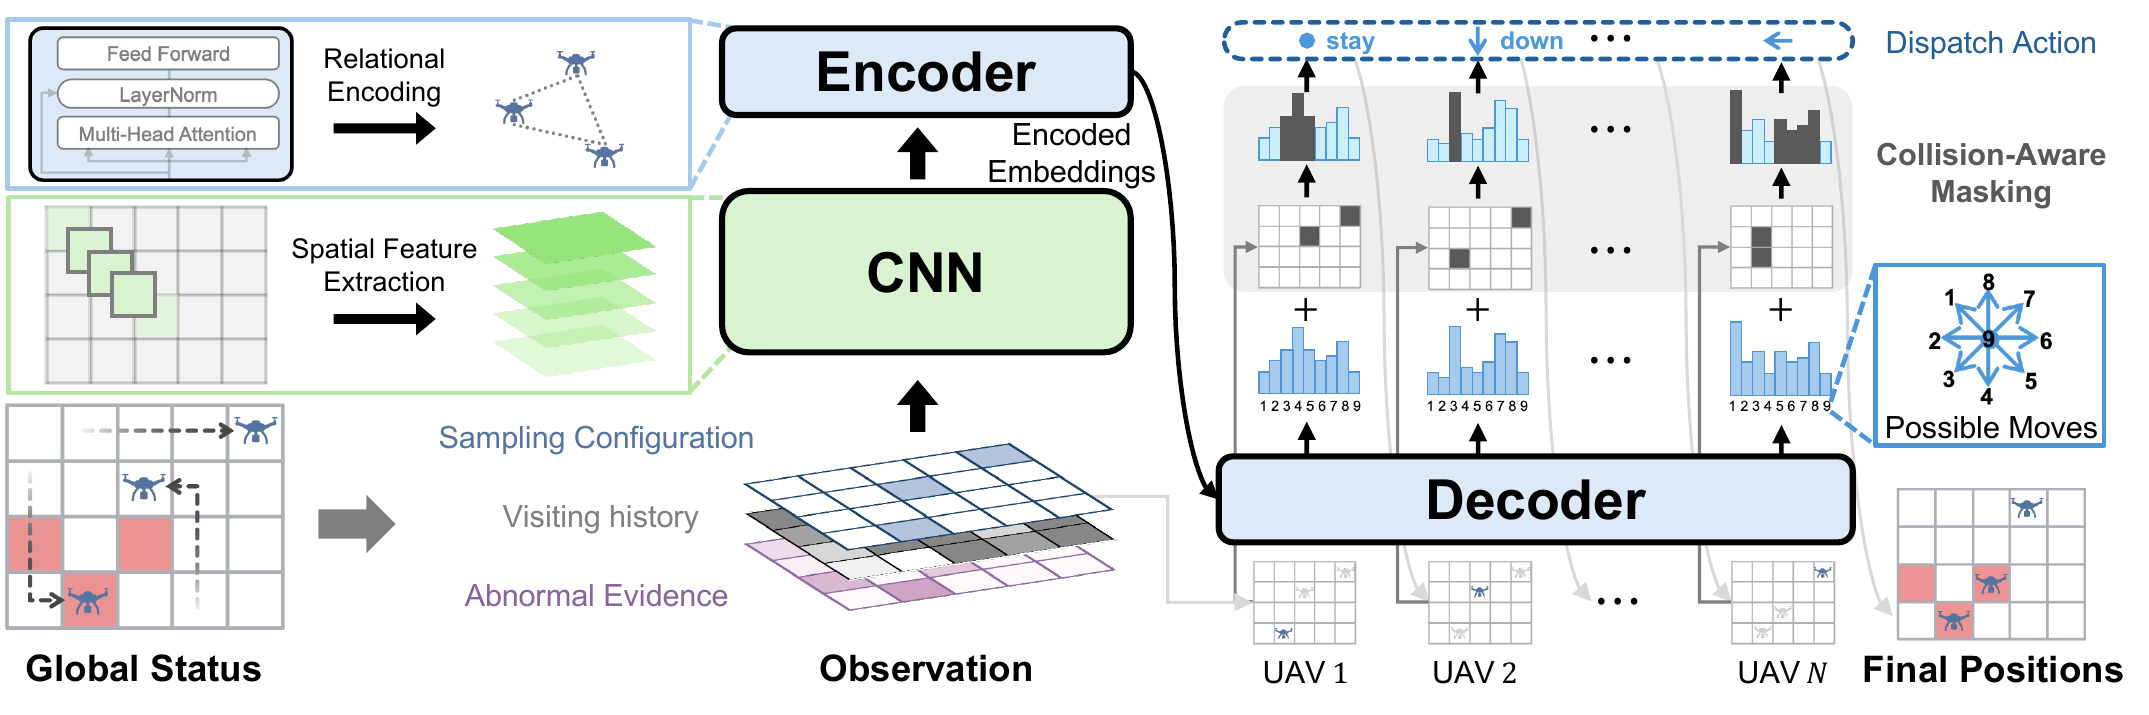 Feed Forward
LayerNorm
Multi-Head Attention
Relational
Encoding
Spatial Feature
Extraction
Global Status
Encoder
Encoded
Embeddings
CNN
Sampling Configuration
Visiting history
Abnormal Evidence
Observation
stay
down
...
Dispatch Action
...
Collision-Aware
Masking
...
+
+
+
...
1 2 3 4 5 6 7 8 9
1 2 3 4 5 6 7 8 9
1 2 3 4 5 6 7 8 9
8
1
7
2
9
6
3
5
4
Possible Moves
Decoder
...
UAV 1
UAV 2
UAV N
Final Positions